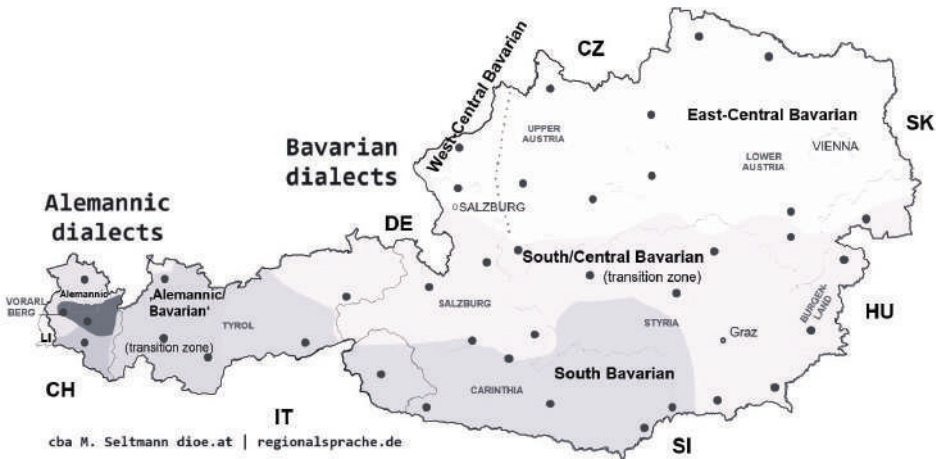 CZ
West-Central Bavarian
East-Central Bavarian
SK
UPPER
AUSTRIA
LOWER
AUSTRIA
VIENNA
Bavarian
dialects
SALZBURG
Alemannic
dialects
DE
South/Central Bavarian
(transition zone)
Alemannic
Alemannic/
Bavarian'
VORARL
BERG
TYROL
SALZBURG
STYRIA
BURGEN-
LAND
HU
LI
(transition zone)
Graz
South Bavarian
CH
CARINTHIA
IT
SI
cba M. Seltmann dioe.at | regionalsprache.de